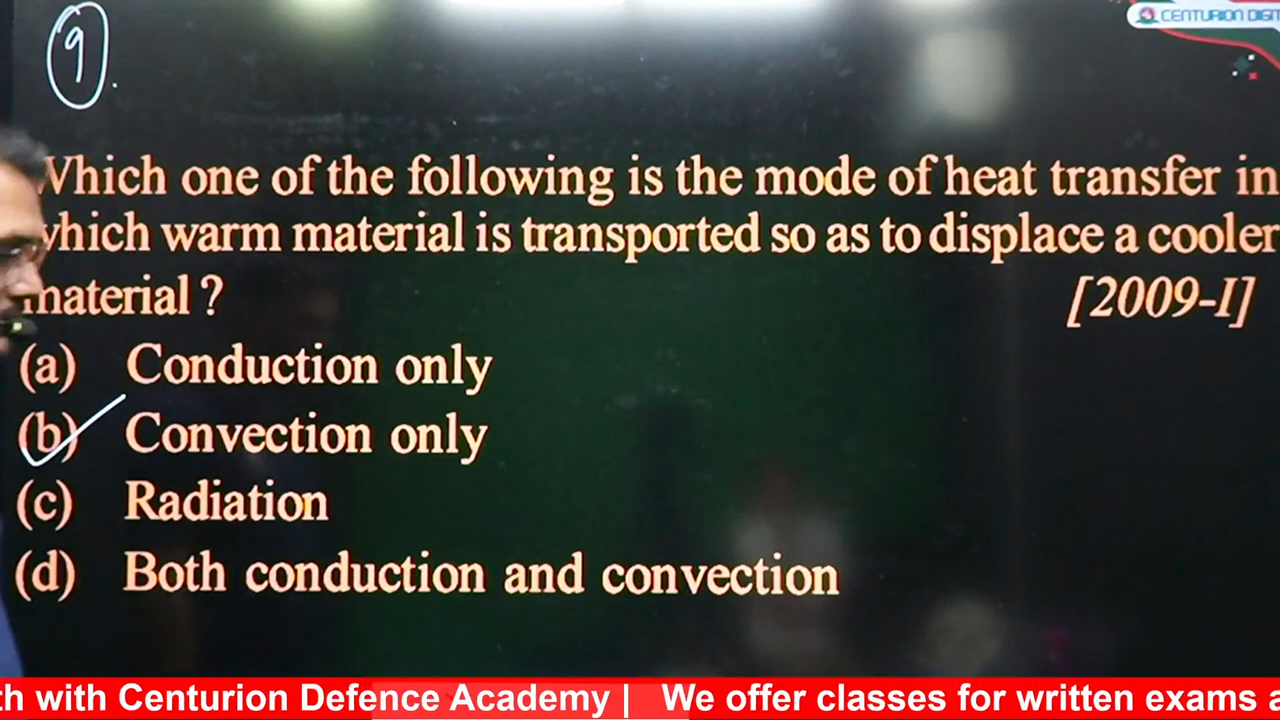 9.
CENTURION DIGIT
Which one of the following is the mode of heat transfer in
which warm material is transported so as to displace a cooler
material ?
[2009-I]
(a) Conduction only
(b) Convection only
(c) Radiation
(d) Both conduction and convection
th with Centurion Defence Academy | We offer classes for written exams a